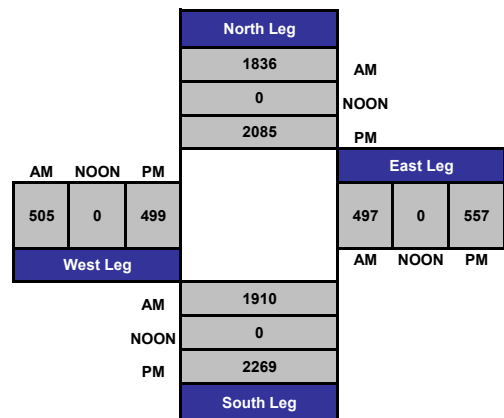 North Leg
1836 AM
0 NOON
2085 PM
AM NOON PM
East Leg
505 0 499
497 0 557
West Leg
AM NOON PM
AM 1910
NOON 0
PM 2269
South Leg